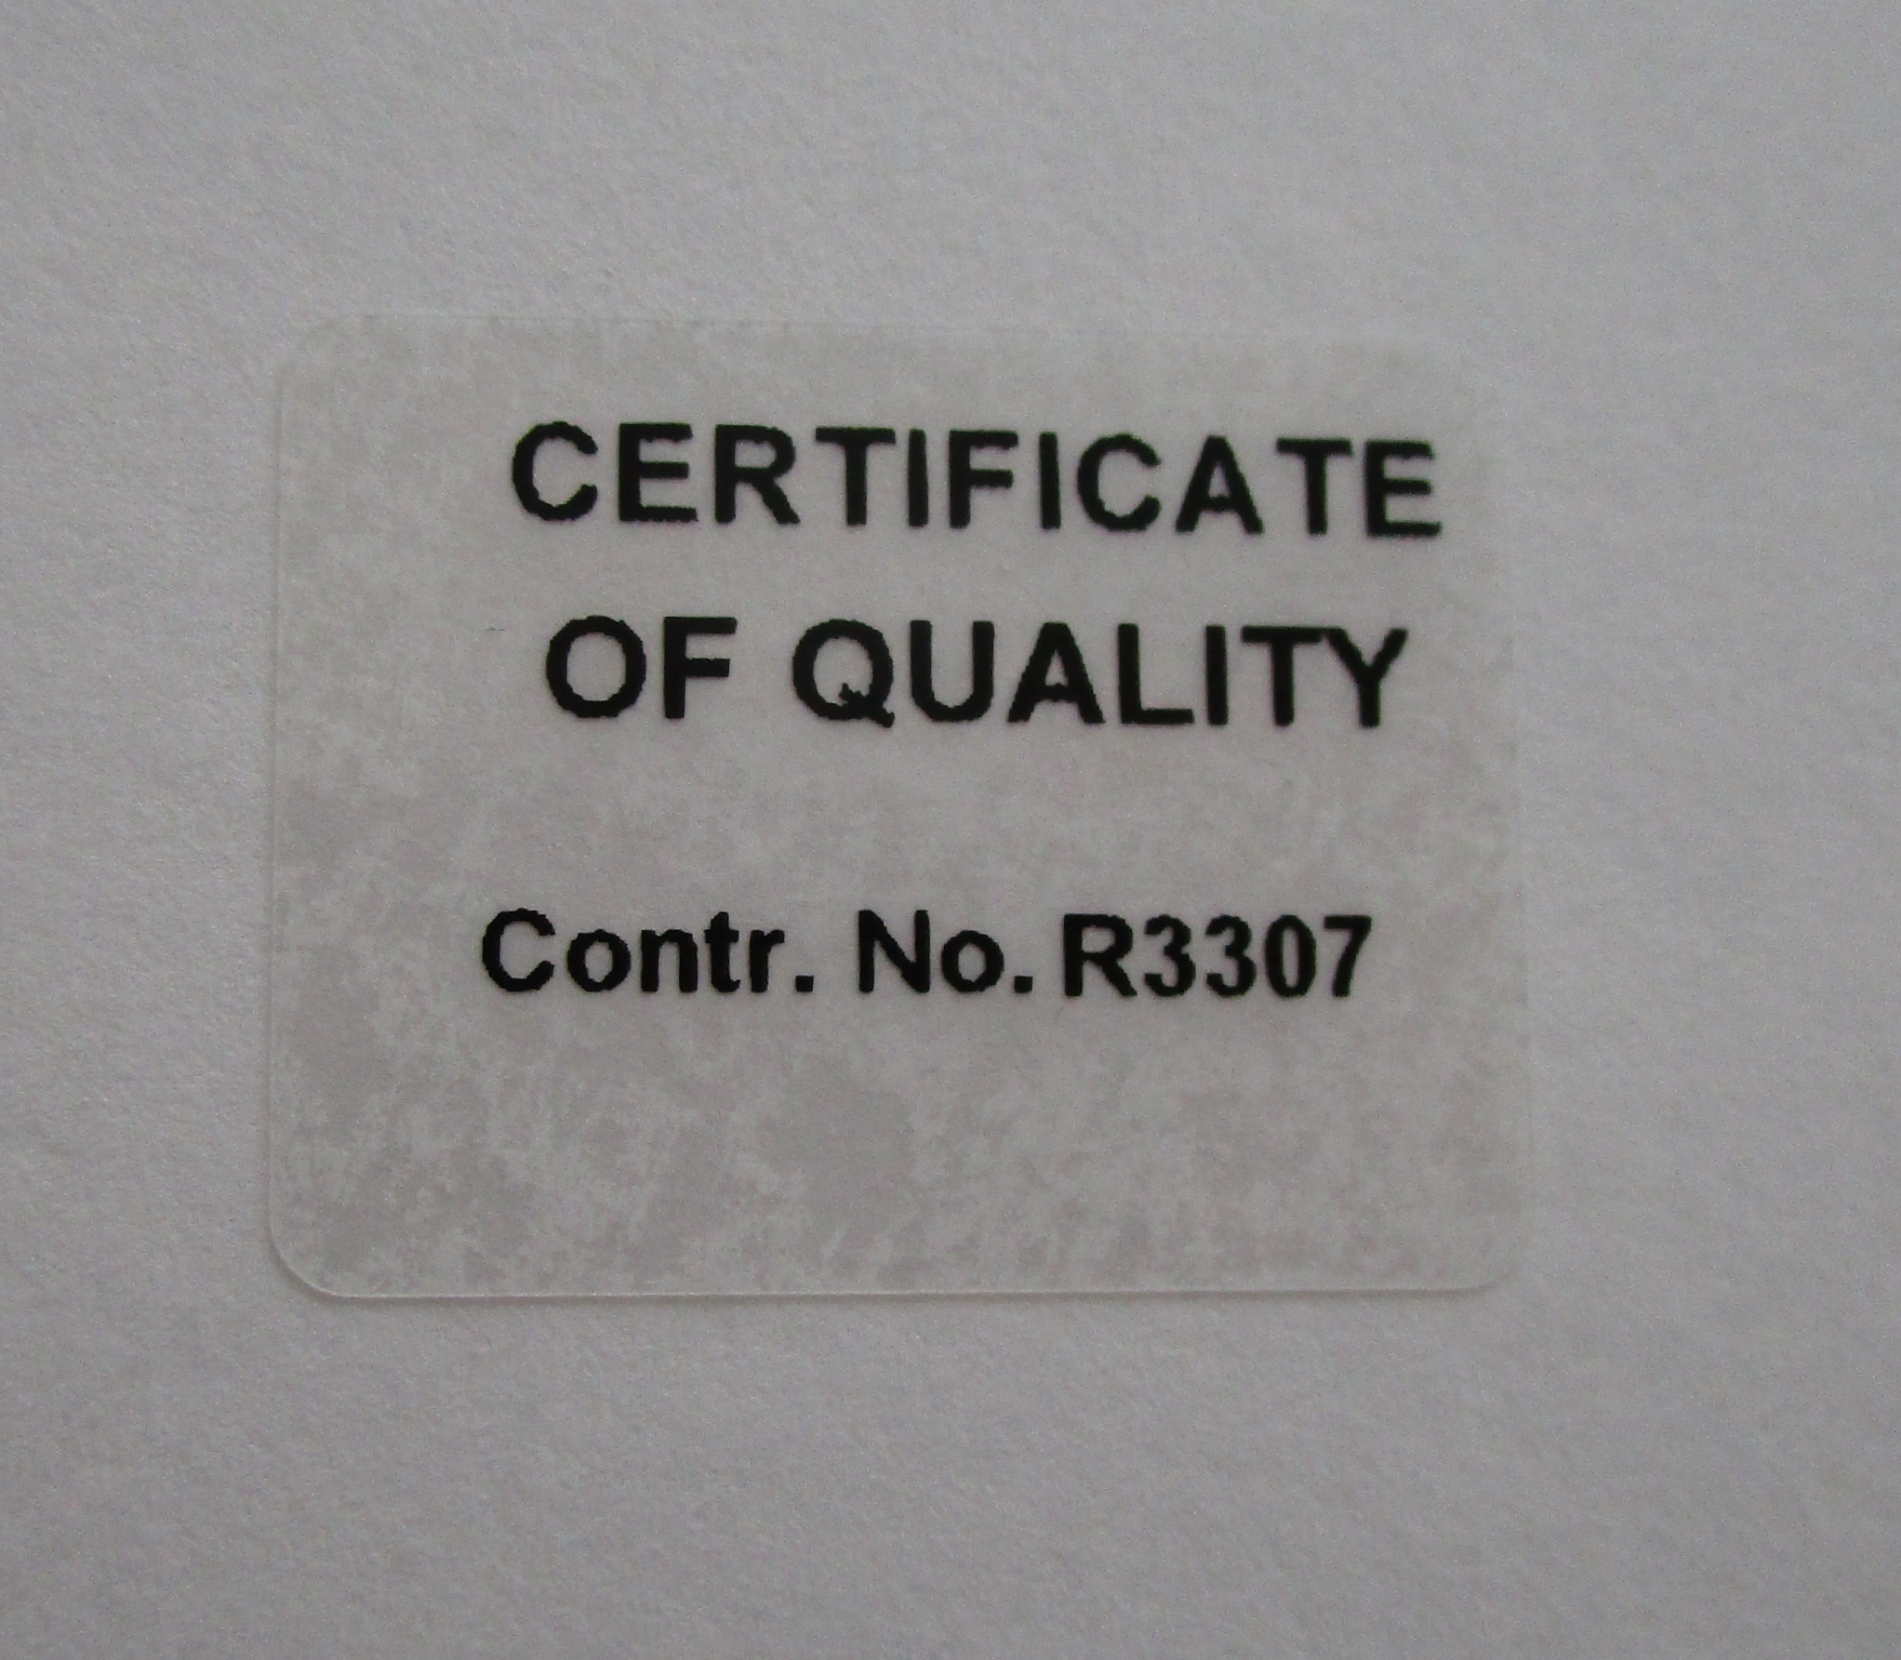 CERTIFICATE
OF QUALITY
Contr. No. R3307